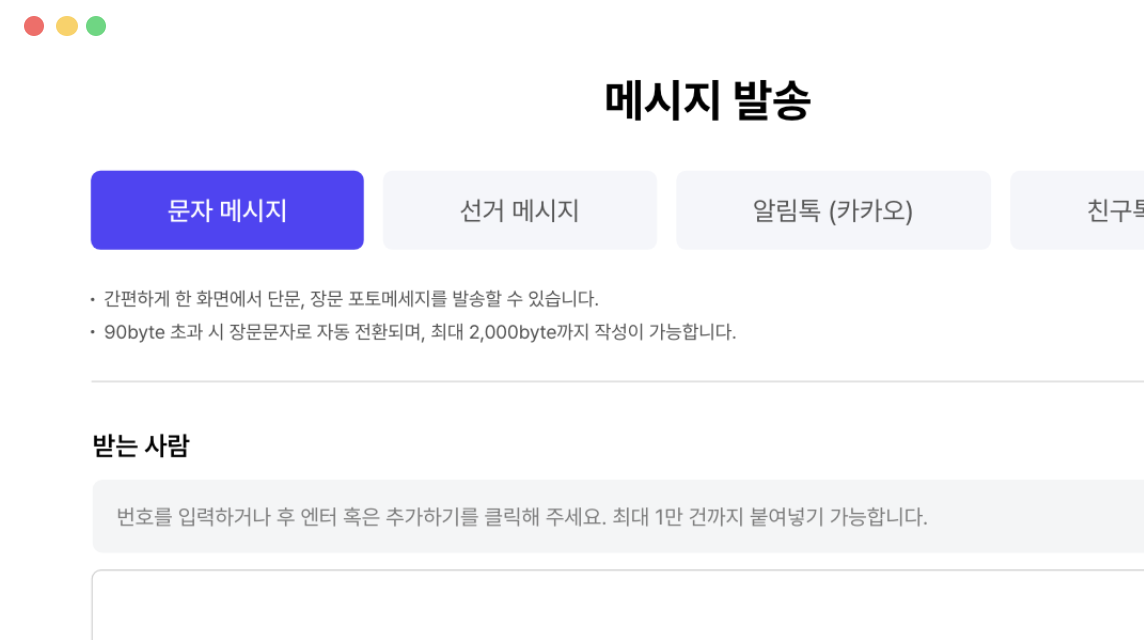 메시지 발송
문자 메시지
선거 메시지
알림톡 (카카오)
친구톡
• 간편하게 한 화면에서 단문, 장문 포토메세지를 발송할 수 있습니다.
• 90byte 초과 시 장문문자로 자동 전환되며, 최대 2,000byte까지 작성이 가능합니다.
받는 사람
번호를 입력하거나 후 엔터 혹은 추가하기를 클릭해 주세요. 최대 1만 건까지 붙여넣기 가능합니다.